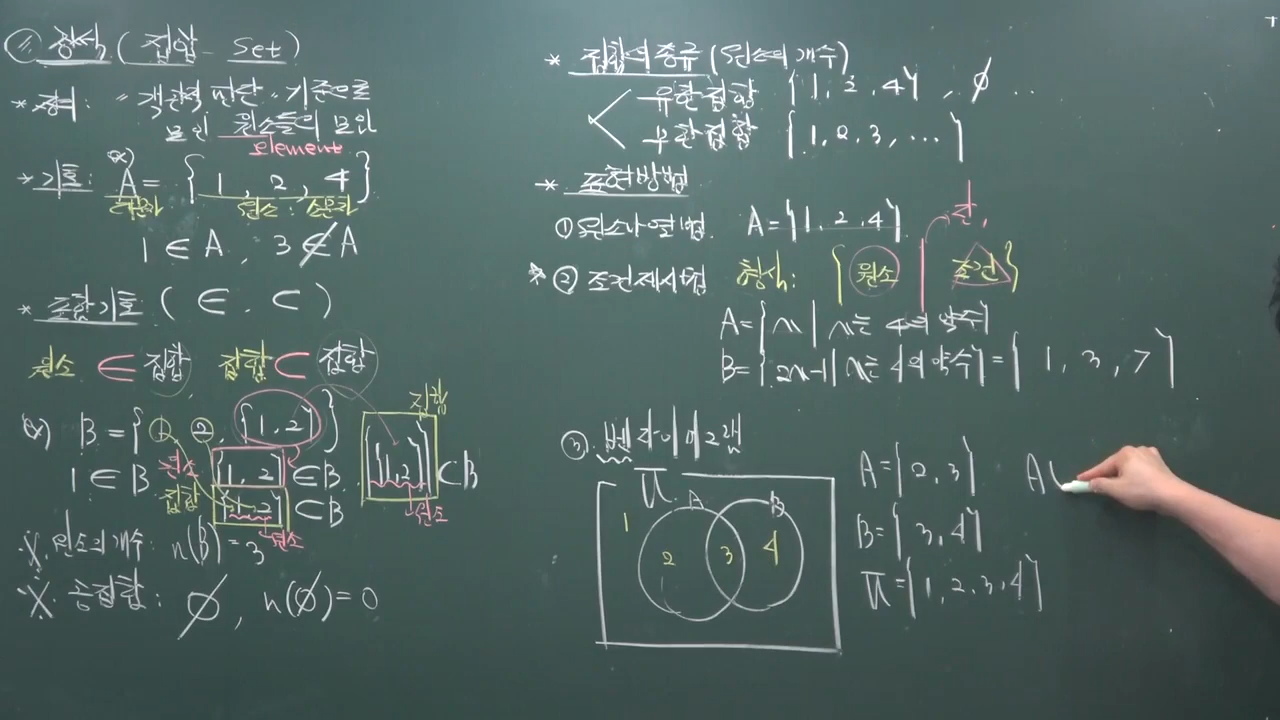 정석 (집합 - Set)
* 정의 : "객관적 판단" 기준으로
모인 원소들의 모임
element
* 기호 : ex) A = { 1 , 2 , 4 }
대문자 원소 : 소문자
1 ∈ A , 3 ∉ A
* 포함기호 ( ∈ , ⊂ )
원소 ∈ 집합 집합 ⊂ 집합
ex) B = { 1, 2, {1, 2} }
집합
1 ∈ B 원소 {1, 2} ∈ B {{1,2}} ⊂ B
집합 {1, 2} ⊂ B 원소
원소
※. 원소의 개수 : n(B) = 3
※. 공집합 : ∅ , n(∅) = 0
* 집합의 종류 (원소의 개수)
유한집합 {1, 2, 4} , ∅ ..
무한집합 {1, 2, 3, ...}
* 표현방법
① 원소나열법. A = {1, 2, 4}
* ② 조건제시법 형식: { 원소 | 조건 }
A = {x | x는 4의 약수}
B = {2x-1 | x는 4의 약수} = { 1 , 3 , 7 }
③ 벤 다이어그램
U A B
1 2 3 4
A = { 2, 3 } A
B = { 3, 4 }
U = { 1, 2, 3, 4 }